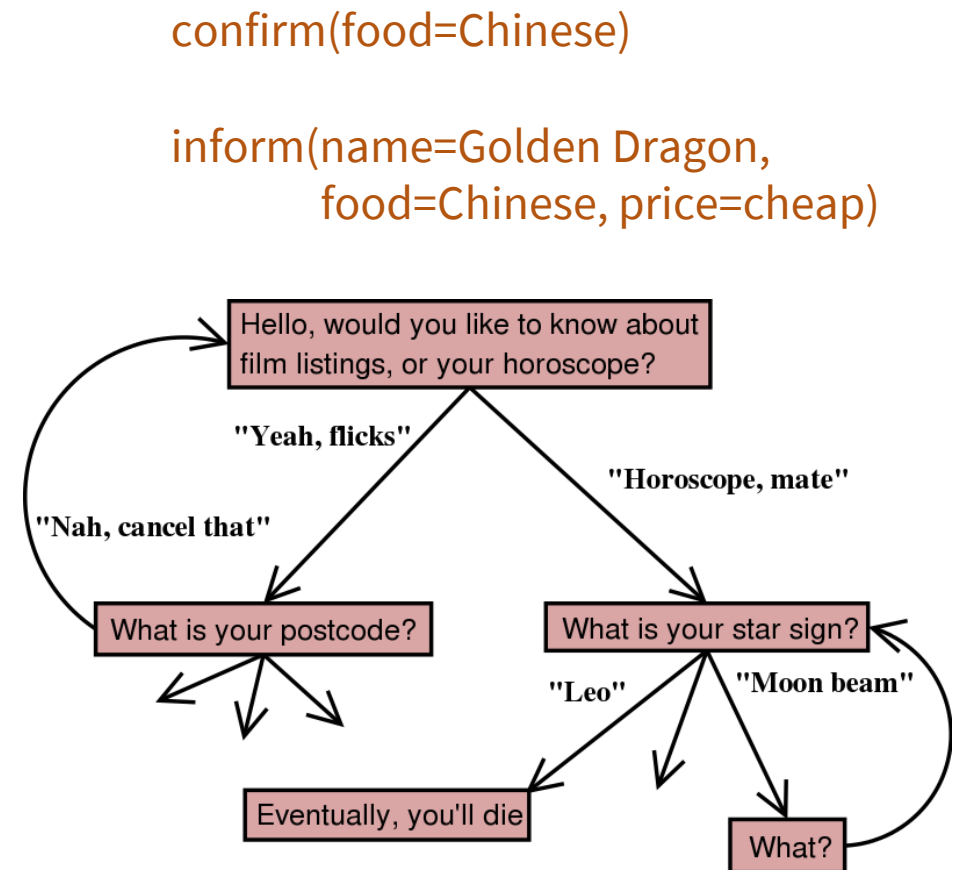 confirm(food=Chinese)
inform(name=Golden Dragon,
food=Chinese, price=cheap)
Hello, would you like to know about
film listings, or your horoscope?
"Yeah, flicks"
"Horoscope, mate"
"Nah, cancel that"
What is your postcode?
What is your star sign?
"Leo"
"Moon beam"
Eventually, you'll die
What?